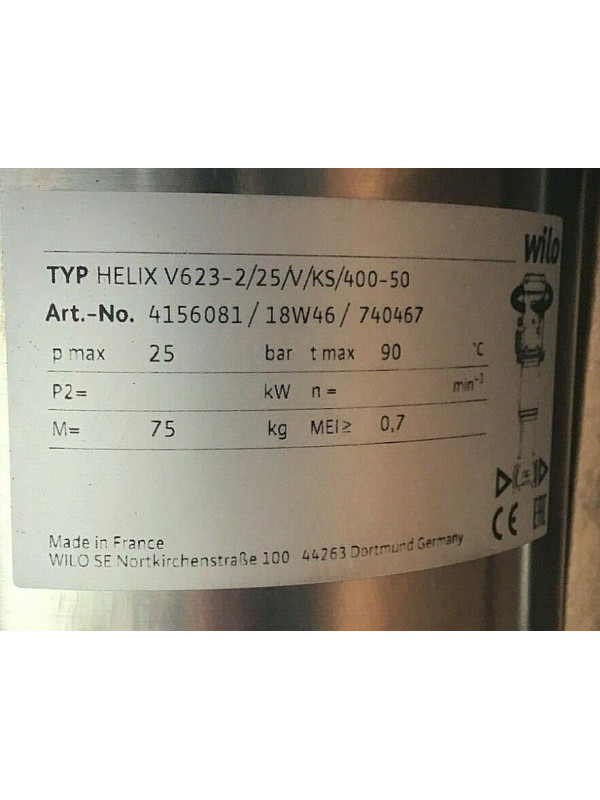 wilo
TYP HELIX V623-2/25/V/KS/400-50
Art.-No. 4156081 / 18W46 / 740467
p max 25 bar t max 90 °C
P2= kW n = min⁻¹
M= 75 kg MEI≥ 0,7
CE EAC
Made in France
WILO SE Nortkirchenstraße 100 44263 Dortmund Germany